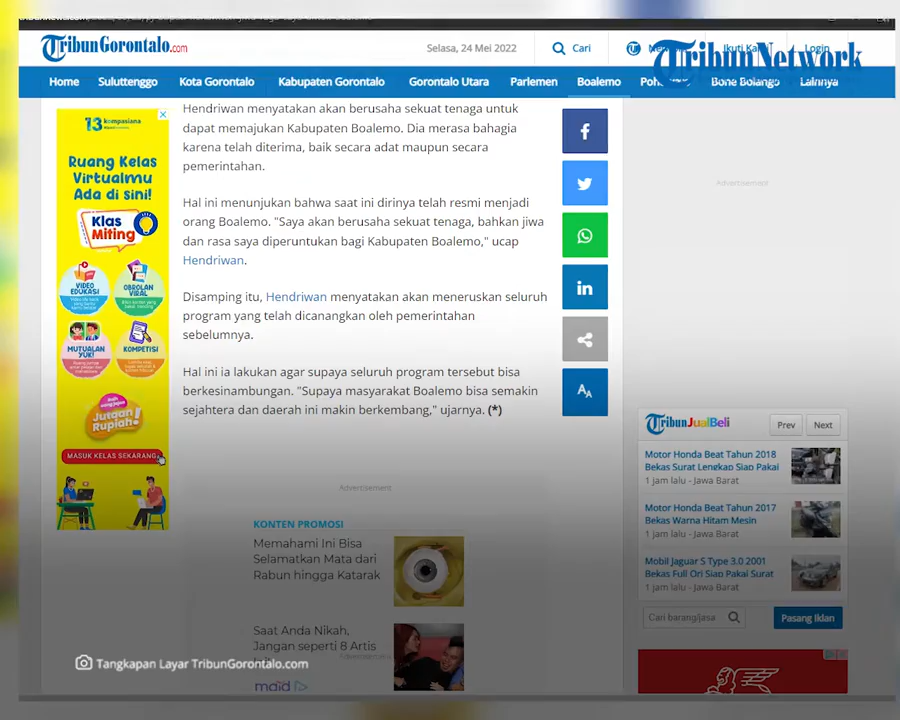 TribunGorontalo.com
Selasa, 24 Mei 2022
Cari
Login
TribunNetwork
Home Suluttenggo Kota Gorontalo Kabupaten Gorontalo Gorontalo Utara Parlemen Boalemo Bone Bolango Lainnya
Hendriwan menyatakan akan berusaha sekuat tenaga untuk
dapat memajukan Kabupaten Boalemo. Dia merasa bahagia
karena telah diterima, baik secara adat maupun secara
pemerintahan.
Hal ini menunjukan bahwa saat ini dirinya telah resmi menjadi
orang Boalemo. "Saya akan berusaha sekuat tenaga, bahkan jiwa
dan rasa saya diperuntukan bagi Kabupaten Boalemo," ucap
Hendriwan.
Disamping itu, Hendriwan menyatakan akan meneruskan seluruh
program yang telah dicanangkan oleh pemerintahan
sebelumnya.
Hal ini ia lakukan agar supaya seluruh program tersebut bisa
berkesinambungan. "Supaya masyarakat Boalemo bisa semakin
sejahtera dan daerah ini makin berkembang," ujarnya. (*)
13 kompasiana
Ruang Kelas
Virtualmu
Ada di sini!
Klas
Miting
VIDEO
EDUKASI
OBROLAN
VIRAL
MUTUALAN
YUK!
KOMPETISI
Jutaan
Rupiah!
MASUK KELAS SEKARANG
Advertisement
Advertisement
KONTEN PROMOSI
Memahami Ini Bisa
Selamatkan Mata dari
Rabun hingga Katarak
Saat Anda Nikah,
Jangan seperti 8 Artis
Advertisement
maid
TribunJualBeli
Prev Next
Motor Honda Beat Tahun 2018
Bekas Surat Lengkap Siap Pakai
1 jam lalu - Jawa Barat
Motor Honda Beat Tahun 2017
Bekas Warna Hitam Mesin
1 jam lalu - Jawa Barat
Mobil Jaguar S Type 3.0 2001
Bekas Full Ori Siap Pakai Surat
1 jam lalu - Jawa Barat
Cari barang/jasa
Pasang Iklan
Tangkapan Layar TribunGorontalo.com